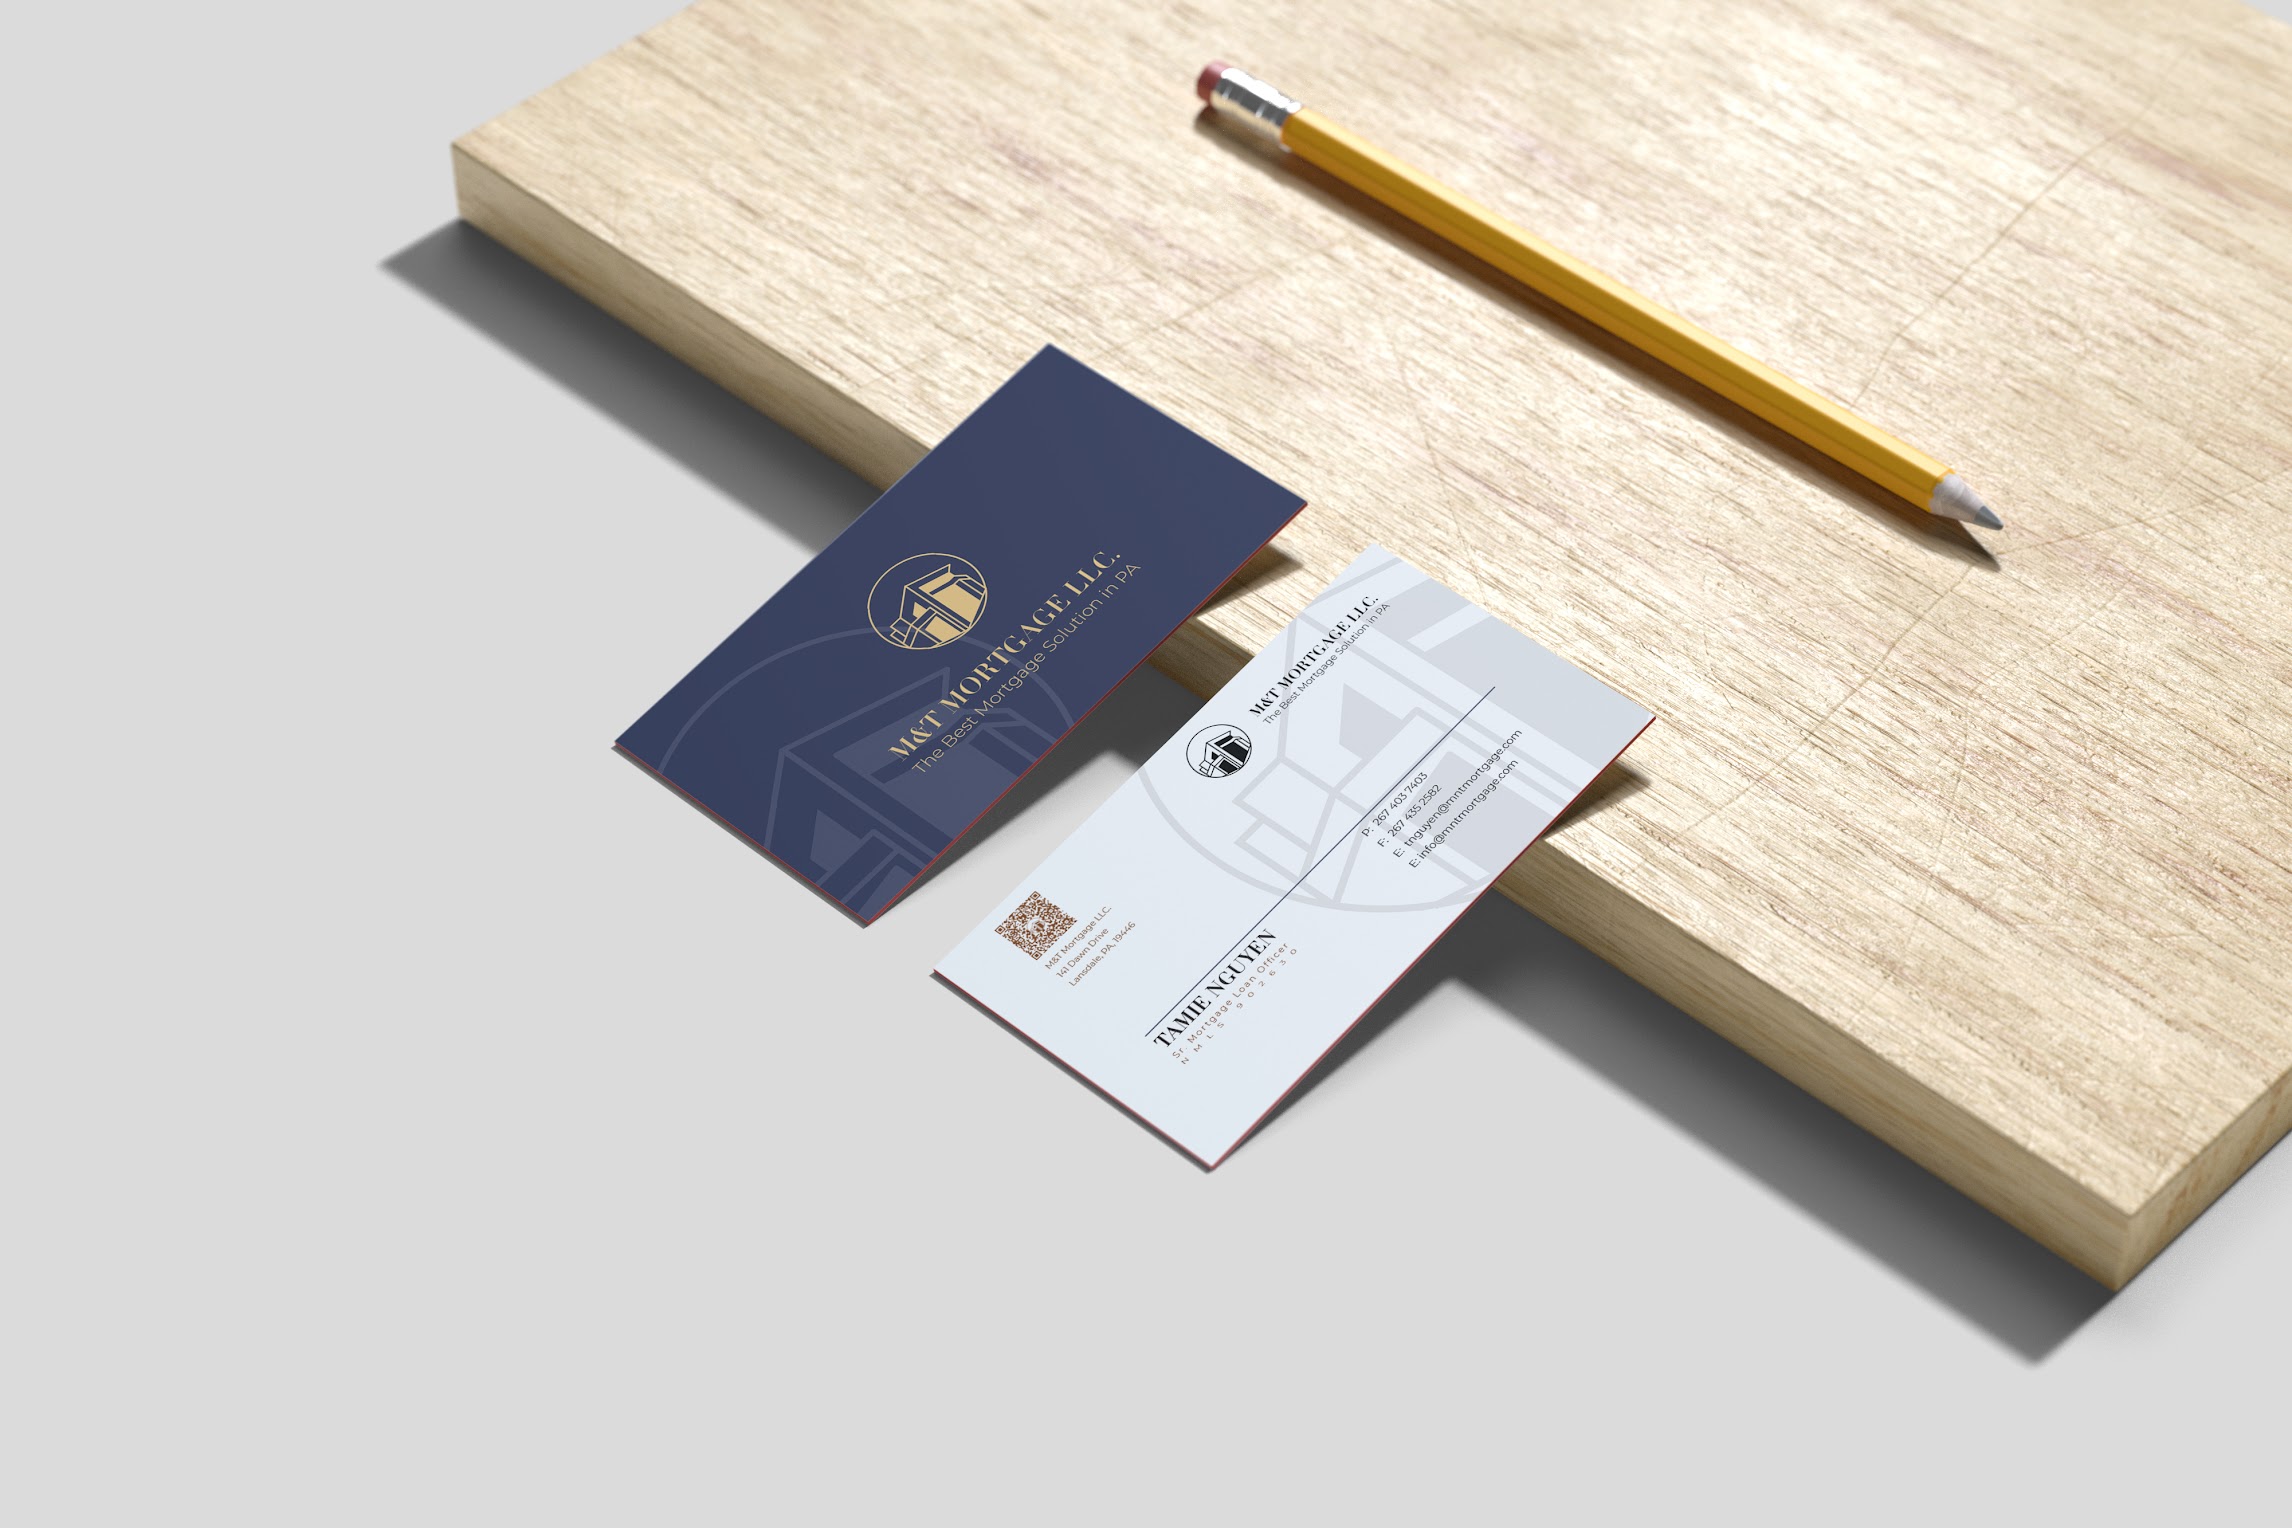 M&T MORTGAGE LLC.
The Best Mortgage Solution in PA
M&T MORTGAGE LLC.
The Best Mortgage Solution in PA
P: 267 403 7403
F: 267 435 2582
E: tnguyen@mntmortgage.com
E: info@mntmortgage.com
TAMIE NGUYEN
Sr. Mortgage Loan Officer
NMLS 902630
M&T Mortgage LLC.
141 Dawn Drive
Lansdale, PA, 19446